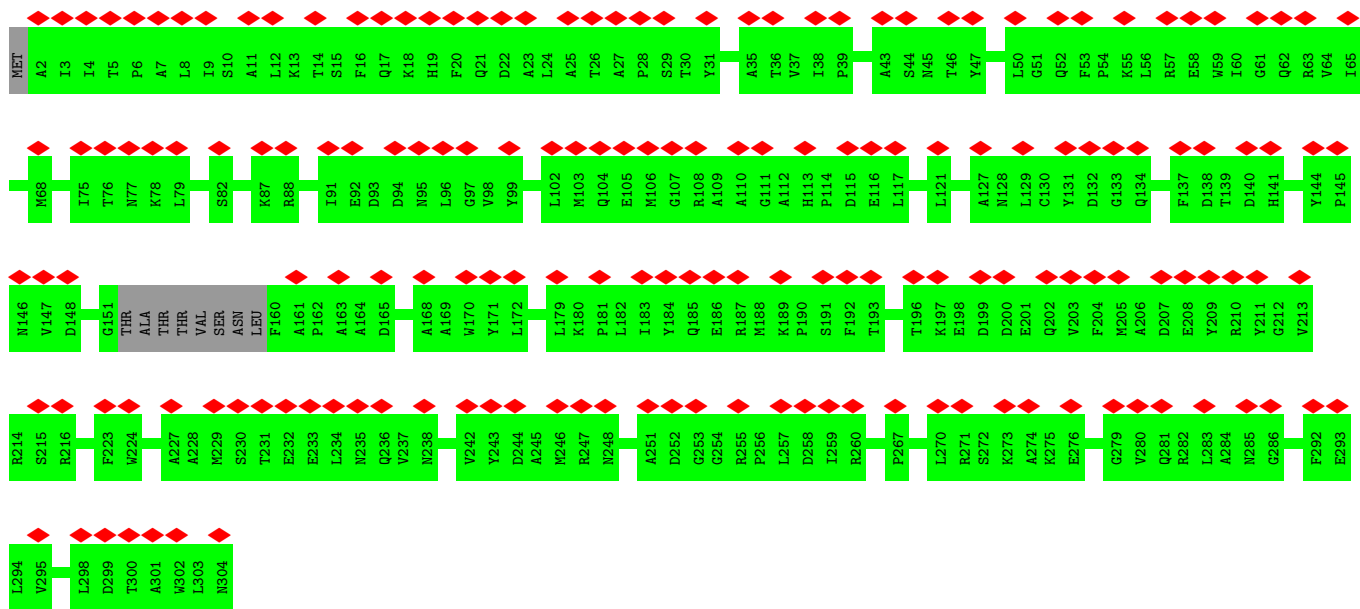 MET A2 I3 I4 T5 P6 A7 L8 I9 S10 A11 L12 K13 T14 S15 F16 Q17 K18 H19 F20 Q21 D22 A23 L24 A25 T26 A27 P28 S29 T30 Y31 A35 T36 V37 I38 P39 A43 S44 N45 T46 Y47 L50 G51 Q52 F53 P54 K55 L56 R57 E58 W59 I60 G61 Q62 R63 V64 I65
M68 I75 T76 N77 K78 L79 S82 K87 R88 I91 E92 D93 D94 N95 L96 G97 V98 Y99 L102 M103 Q104 E105 M106 G107 R108 A109 A110 G111 A112 H113 P114 D115 E116 L117 L121 A127 N128 L129 C130 Y131 D132 G133 Q134 F137 D138 T139 D140 H141 Y144 P145
N146 V147 D148 G151 THR ALA THR THR VAL SER ASN LEU F160 A161 P162 A163 A164 D165 A168 A169 W170 Y171 L172 L179 K180 P181 L182 I183 Y184 Q185 E186 R187 M188 K189 P190 S191 F192 T193 T196 K197 E198 D199 D200 E201 Q202 V203 F204 M205 A206 D207 E208 Y209 R210 Y211 G212 V213
R214 S215 R216 F223 W224 A227 A228 M229 S230 T231 E232 E233 L234 N235 Q236 V237 N238 V242 Y243 D244 A245 M246 R247 N248 A251 D252 G253 G254 R255 P256 L257 D258 I259 R260 P267 L270 R271 S272 K273 A274 K275 E276 G279 V280 Q281 R282 L283 A284 N285 G286 F292 E293
L294 V295 L298 D299 T300 A301 W302 L303 N304